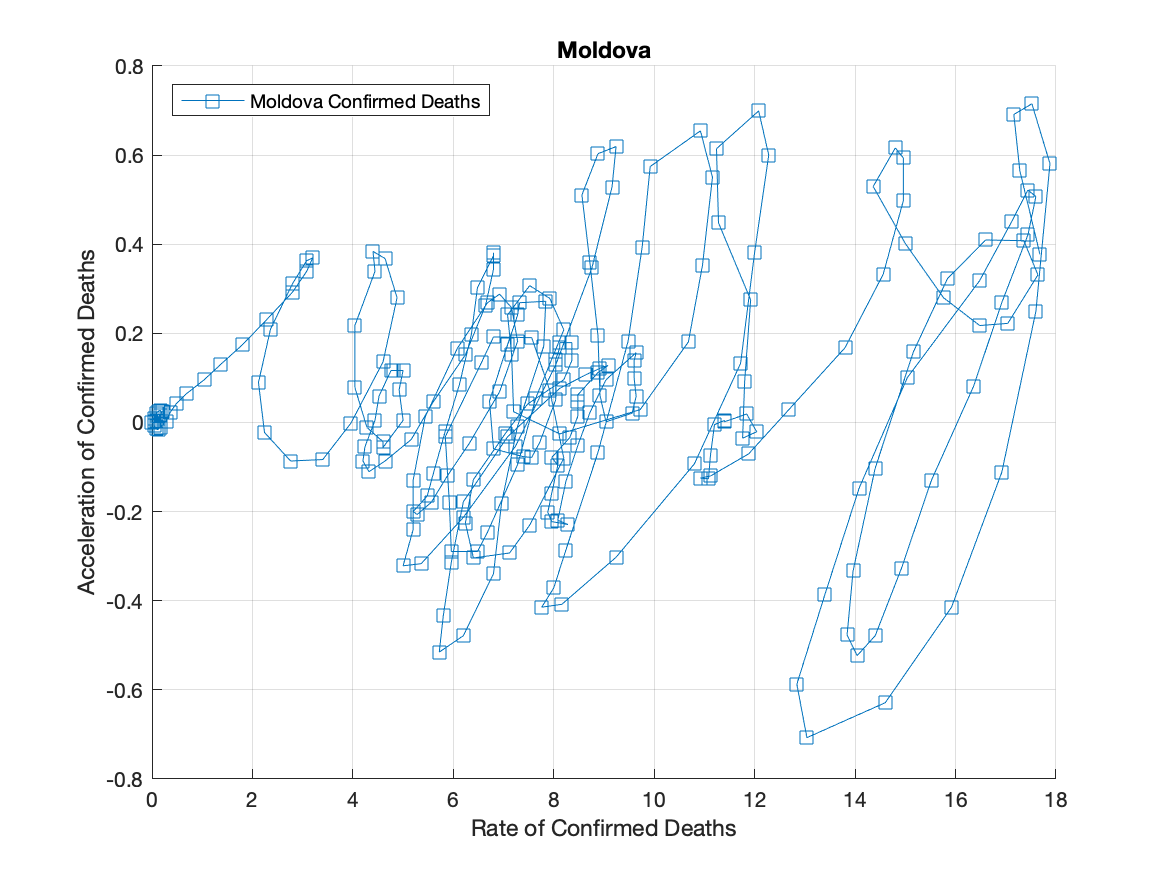 Moldova
Moldova Confirmed Deaths
Acceleration of Confirmed Deaths
0.8
0.6
0.4
0.2
0
-0.2
-0.4
-0.6
-0.8
0 2 4 6 8 10 12 14 16 18
Rate of Confirmed Deaths